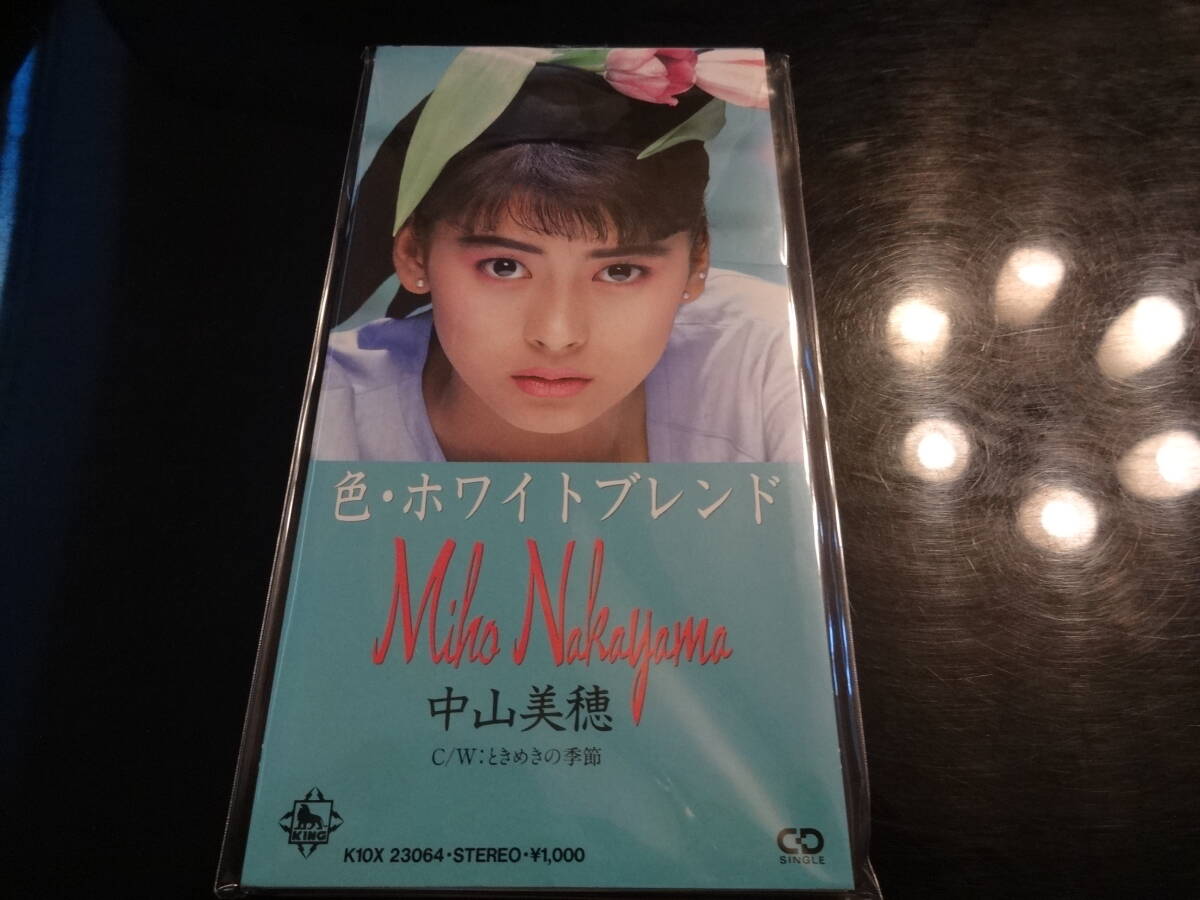 色・ホワイトブレンド
Miho Nakayama
中山美穂
C/W:ときめきの季節
KING
K10X 23064・STEREO・¥1,000
CD
SINGLE